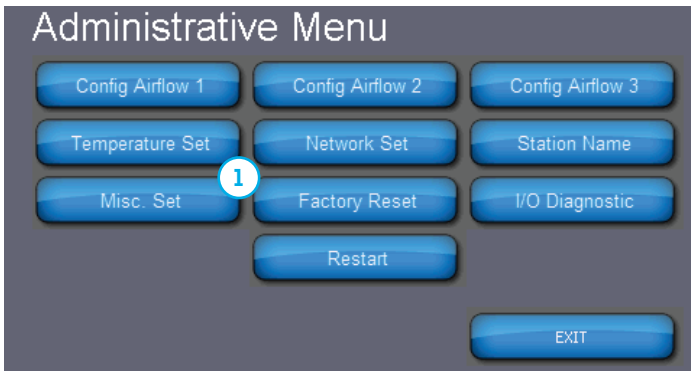 Administrative Menu
Config Airflow 1 Config Airflow 2 Config Airflow 3
Temperature Set Network Set Station Name
1
Misc. Set Factory Reset I/O Diagnostic
Restart
EXIT